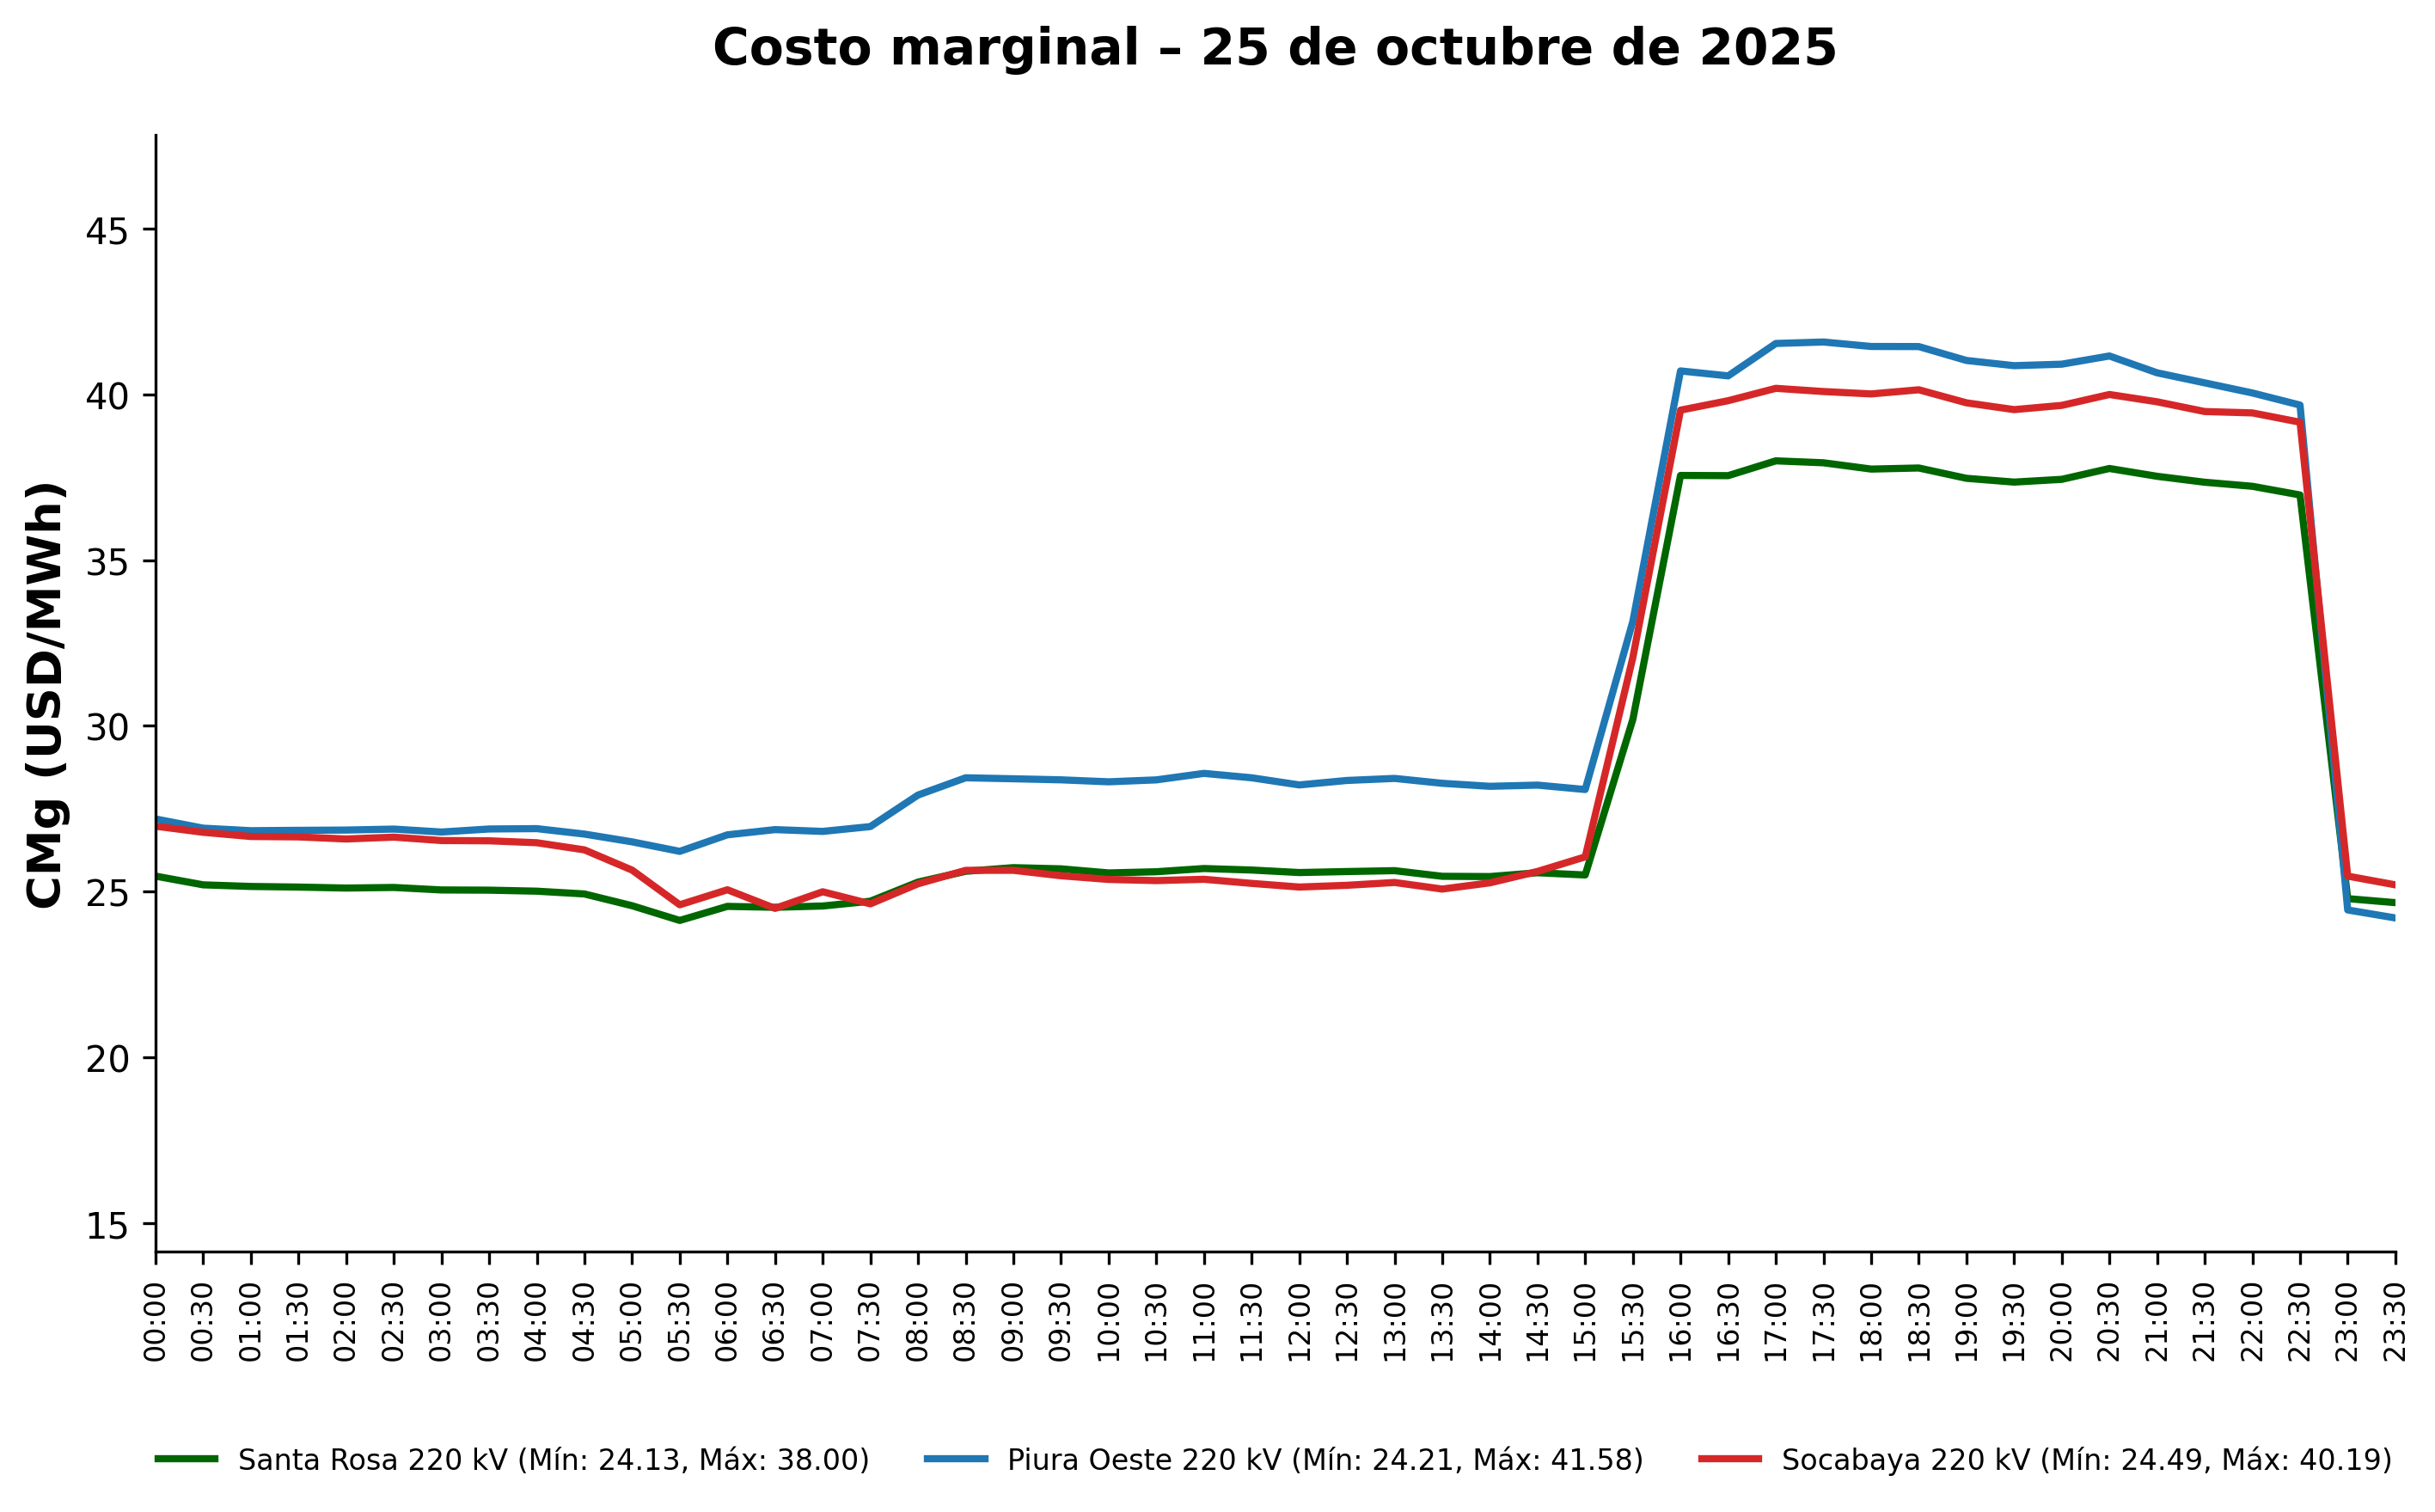 Costo marginal – 25 de octubre de 2025
CMg (USD/MWh)
45
40
35
30
25
20
15
00:00 00:30 01:00 01:30 02:00 02:30 03:00 03:30 04:00 04:30 05:00 05:30 06:00 06:30 07:00 07:30 08:00 08:30 09:00 09:30 10:00 10:30 11:00 11:30 12:00 12:30 13:00 13:30 14:00 14:30 15:00 15:30 16:00 16:30 17:00 17:30 18:00 18:30 19:00 19:30 20:00 20:30 21:00 21:30 22:00 22:30 23:00 23:30
Santa Rosa 220 kV (Mín: 24.13, Máx: 38.00) Piura Oeste 220 kV (Mín: 24.21, Máx: 41.58) Socabaya 220 kV (Mín: 24.49, Máx: 40.19)